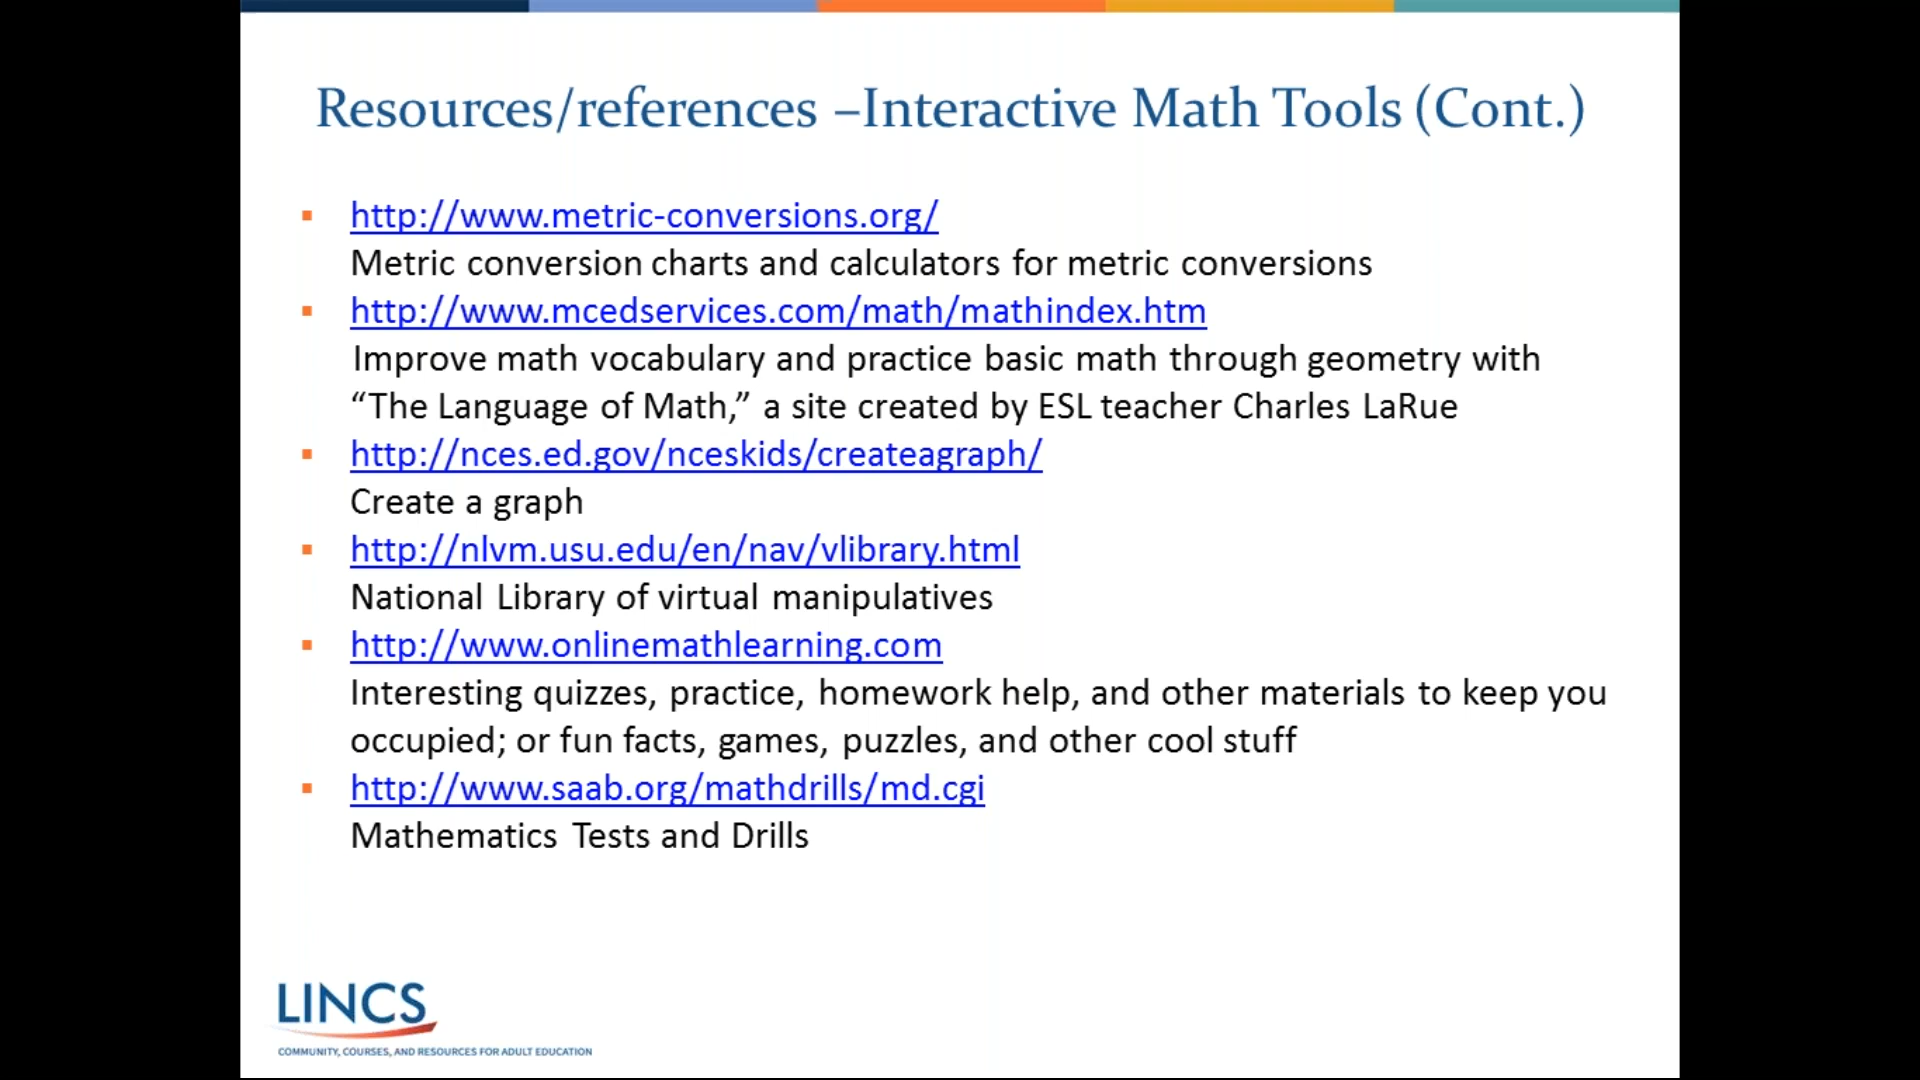 Resources/references –Interactive Math Tools (Cont.)
http://www.metric-conversions.org/
Metric conversion charts and calculators for metric conversions
http://www.mcedservices.com/math/mathindex.htm
Improve math vocabulary and practice basic math through geometry with
“The Language of Math,” a site created by ESL teacher Charles LaRue
http://nces.ed.gov/nceskids/createagraph/
Create a graph
http://nlvm.usu.edu/en/nav/vlibrary.html
National Library of virtual manipulatives
http://www.onlinemathlearning.com
Interesting quizzes, practice, homework help, and other materials to keep you
occupied; or fun facts, games, puzzles, and other cool stuff
http://www.saab.org/mathdrills/md.cgi
Mathematics Tests and Drills
LINCS
COMMUNITY, COURSES, AND RESOURCES FOR ADULT EDUCATION